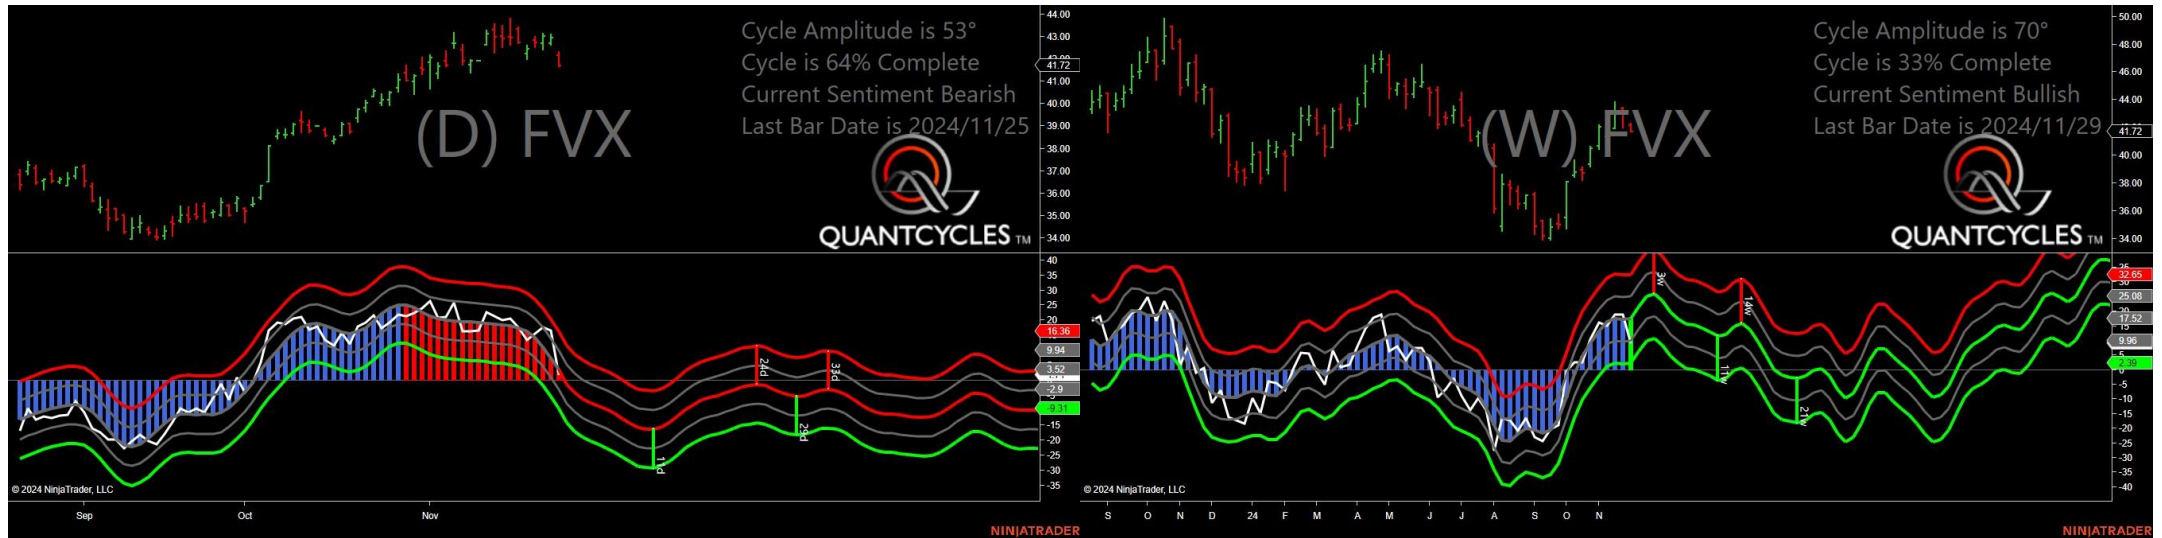 Cycle Amplitude is 53°
Cycle is 64% Complete
Current Sentiment Bearish
Last Bar Date is 2024/11/25
(D) FVX
QUANTCYCLES TM
44.00
43.00
41.72
41.00
40.00
39.00
38.00
37.00
36.00
35.00
34.00
40
35
30
25
20
16.36
9.94
3.52
-2.9
-9.31
-15
-20
-25
-30
-35
11d
24d
29d
33d
© 2024 NinjaTrader, LLC
Sep Oct Nov
NINJATRADER
Cycle Amplitude is 70°
Cycle is 33% Complete
Current Sentiment Bullish
Last Bar Date is 2024/11/29
(W) FVX
QUANTCYCLES TM
50.00
48.00
46.00
44.00
41.72
40.00
38.00
36.00
34.00
32.65
25.08
17.52
9.96
2.39
-5
-10
-15
-20
-25
-30
-35
-40
3w
11w
14w
21w
© 2024 NinjaTrader, LLC
S O N D 24 F M A M J J A S O N
NINJATRADER